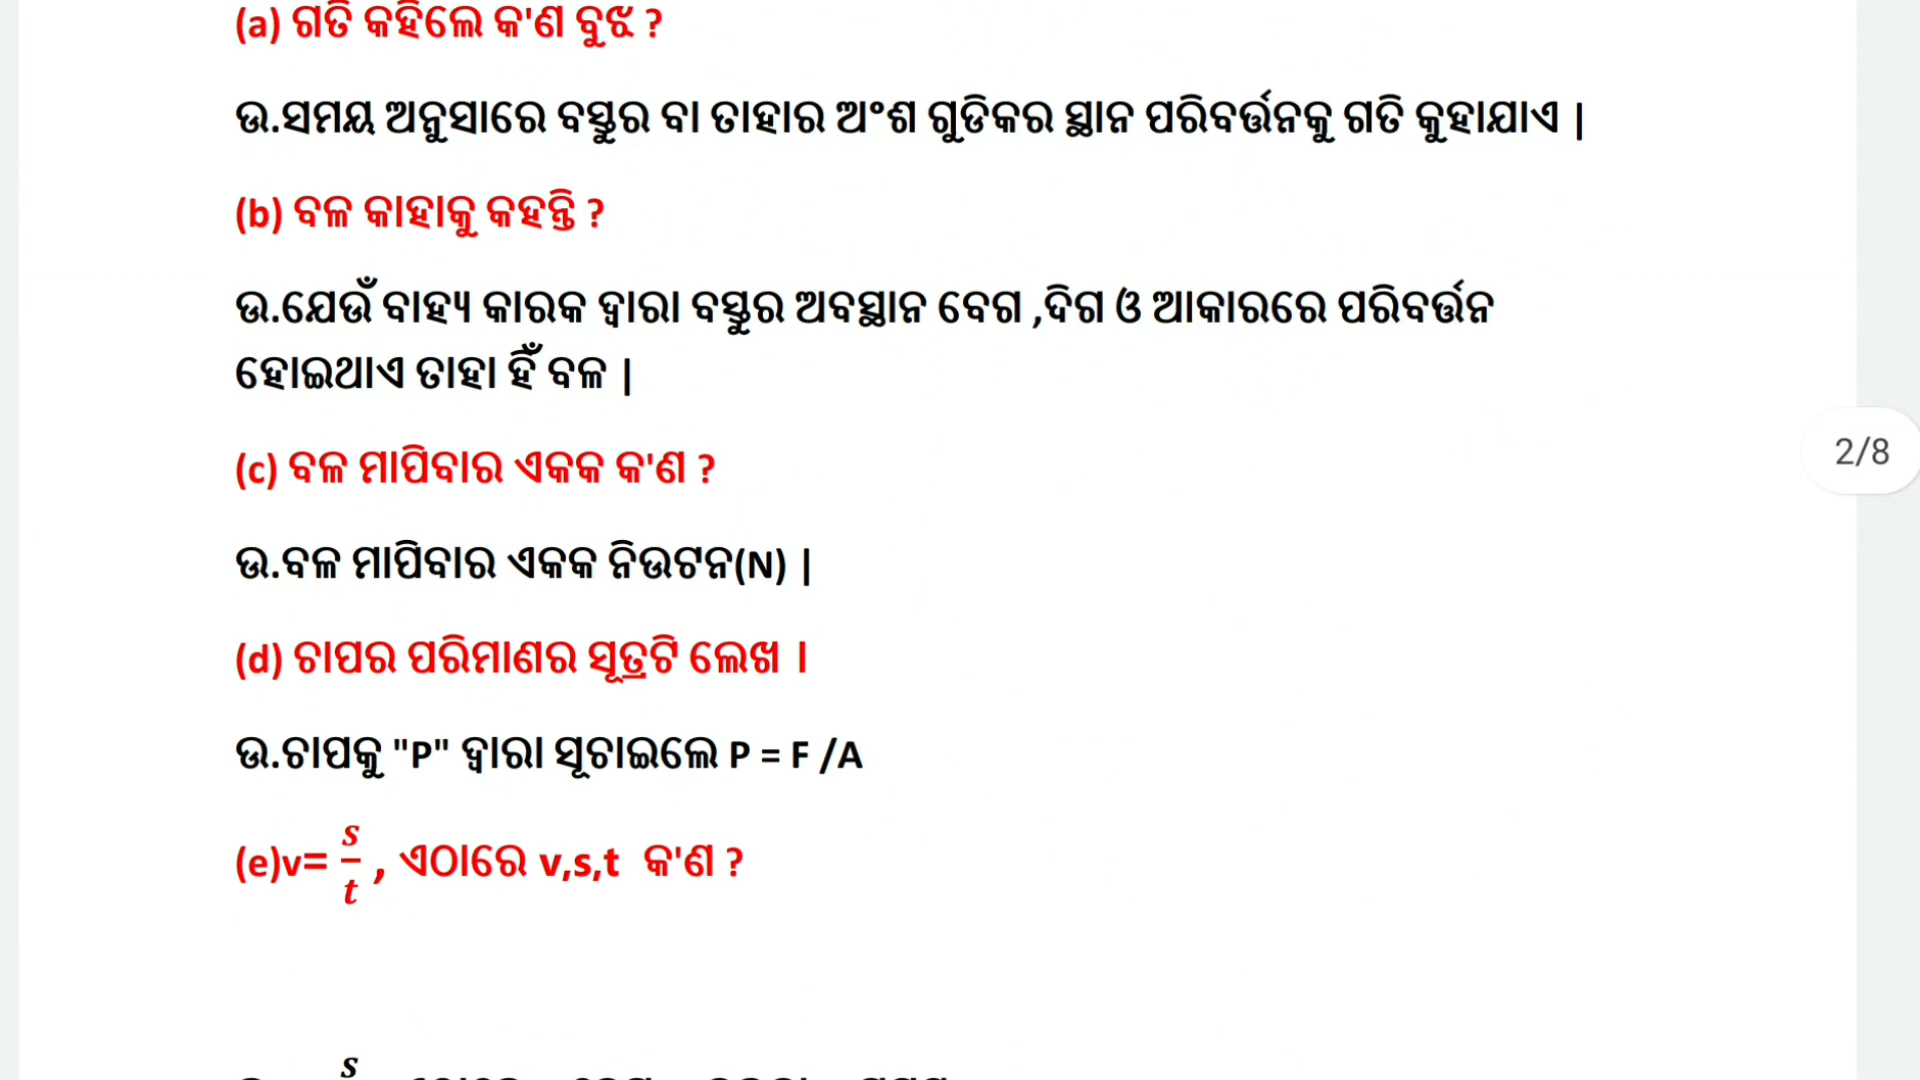 (a) ଗତି କହିଲେ କ'ଣ ବୁଝ ?
ଉ.ସମୟ ଅନୁସାରେ ବସ୍ତୁର ବା ତାହାର ଅଂଶ ଗୁଡିକର ସ୍ଥାନ ପରିବର୍ତ୍ତନକୁ ଗତି କୁହାଯାଏ |
(b) ବଳ କାହାକୁ କହନ୍ତି ?
ଉ.ଯେଉଁ ବାହ୍ୟ କାରକ ଦ୍ୱାରା ବସ୍ତୁର ଅବସ୍ଥାନ ବେଗ ,ଦିଗ ଓ ଆକାରରେ ପରିବର୍ତ୍ତନ
ହୋଇଥାଏ ତାହା ହିଁ ବଳ |
(c) ବଳ ମାପିବାର ଏକକ କ'ଣ ?
2/8
ଉ.ବଳ ମାପିବାର ଏକକ ନିଉଟନ(N) |
(d) ଚାପର ପରିମାଣର ସୂତ୍ରଟି ଲେଖ ।
ଉ.ଚାପକୁ "P" ଦ୍ୱାରା ସୂଚାଇଲେ P = F /A
(e)v= s/t , ଏଠାରେ v,s,t କ'ଣ ?
s